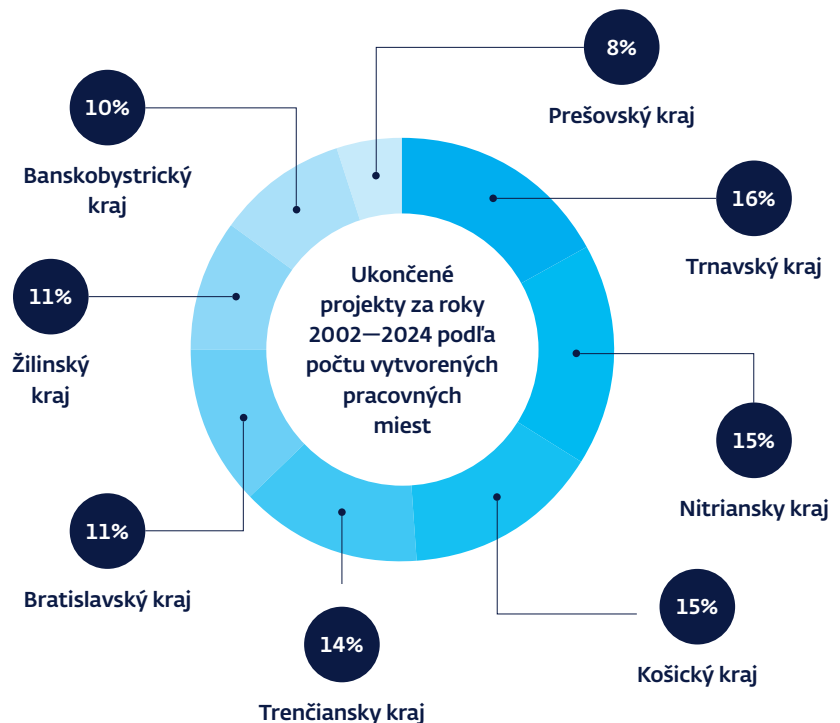 8%
Prešovský kraj
16%
Trnavský kraj
15%
Nitriansky kraj
15%
Košický kraj
14%
Trenčiansky kraj
11%
Bratislavský kraj
11%
Žilinský
kraj
10%
Banskobystrický
kraj
Ukončené
projekty za roky
2002—2024 podľa
počtu vytvorených
pracovných
miest